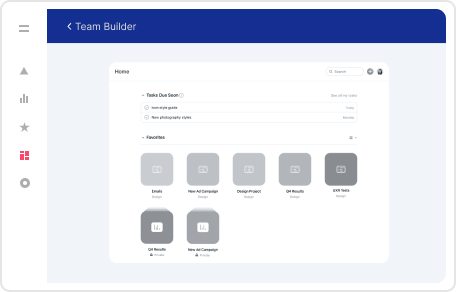 Team Builder
Home
Search
Tasks Due Soon
See all my tasks
Icon style guide
Today
New photography styles
Monday
Favorites
Emails
Design
New Ad Campaign
Design
Design Project
Design
Q4 Results
Design
EXR Tests
Design
Q4 Results
Private
New Ad Campaign
Private